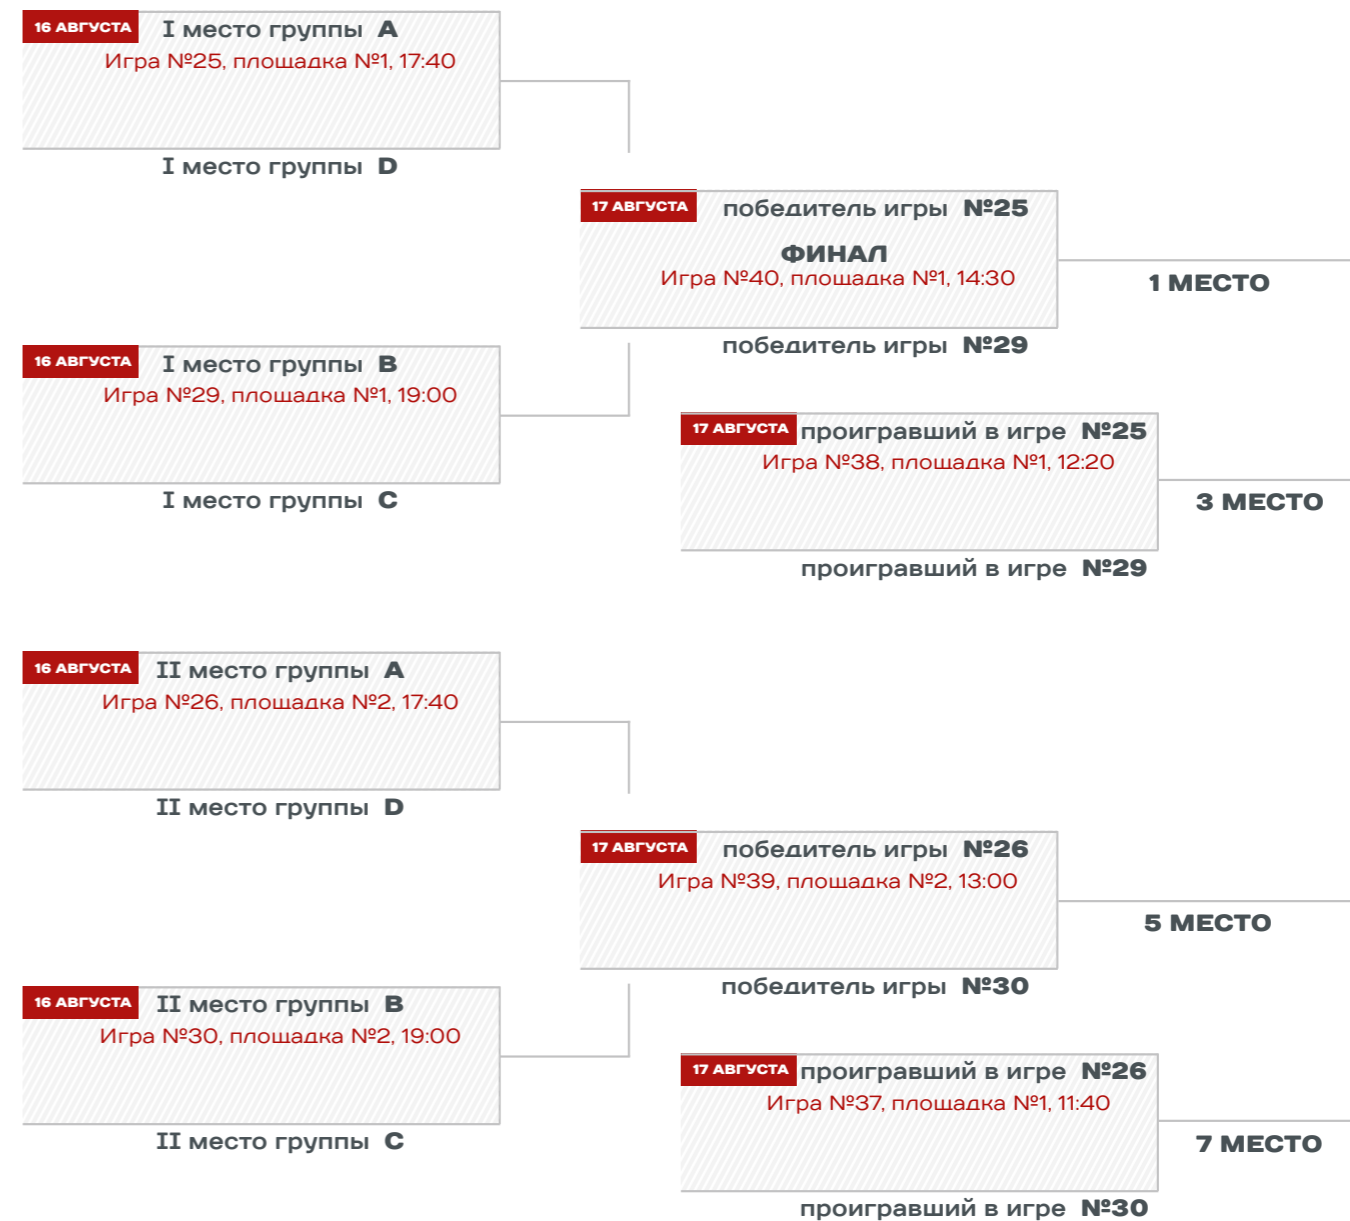 16 АВГУСТА I место группы A
Игра №25, площадка №1, 17:40
I место группы D
17 АВГУСТА победитель игры №25
ФИНАЛ
Игра №40, площадка №1, 14:30
1 МЕСТО
победитель игры №29
16 АВГУСТА I место группы B
Игра №29, площадка №1, 19:00
I место группы C
17 АВГУСТА проигравший в игре №25
Игра №38, площадка №1, 12:20
3 МЕСТО
проигравший в игре №29
16 АВГУСТА II место группы A
Игра №26, площадка №2, 17:40
II место группы D
17 АВГУСТА победитель игры №26
Игра №39, площадка №2, 13:00
5 МЕСТО
победитель игры №30
16 АВГУСТА II место группы B
Игра №30, площадка №2, 19:00
II место группы C
17 АВГУСТА проигравший в игре №26
Игра №37, площадка №1, 11:40
7 МЕСТО
проигравший в игре №30